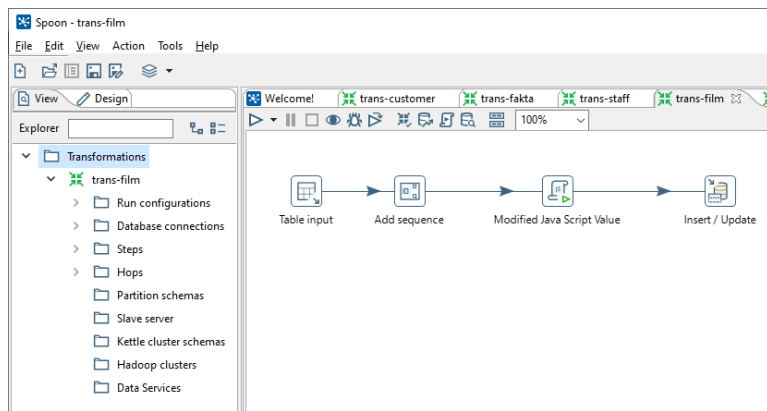 Spoon - trans-film
File Edit View Action Tools Help
View Design
Welcome! trans-customer trans-fakta trans-staff trans-film
Explorer
100%
Transformations
trans-film
Run configurations
Database connections
Steps
Hops
Partition schemas
Slave server
Kettle cluster schemas
Hadoop clusters
Data Services
Table input
Add sequence
Modified Java Script Value
Insert / Update